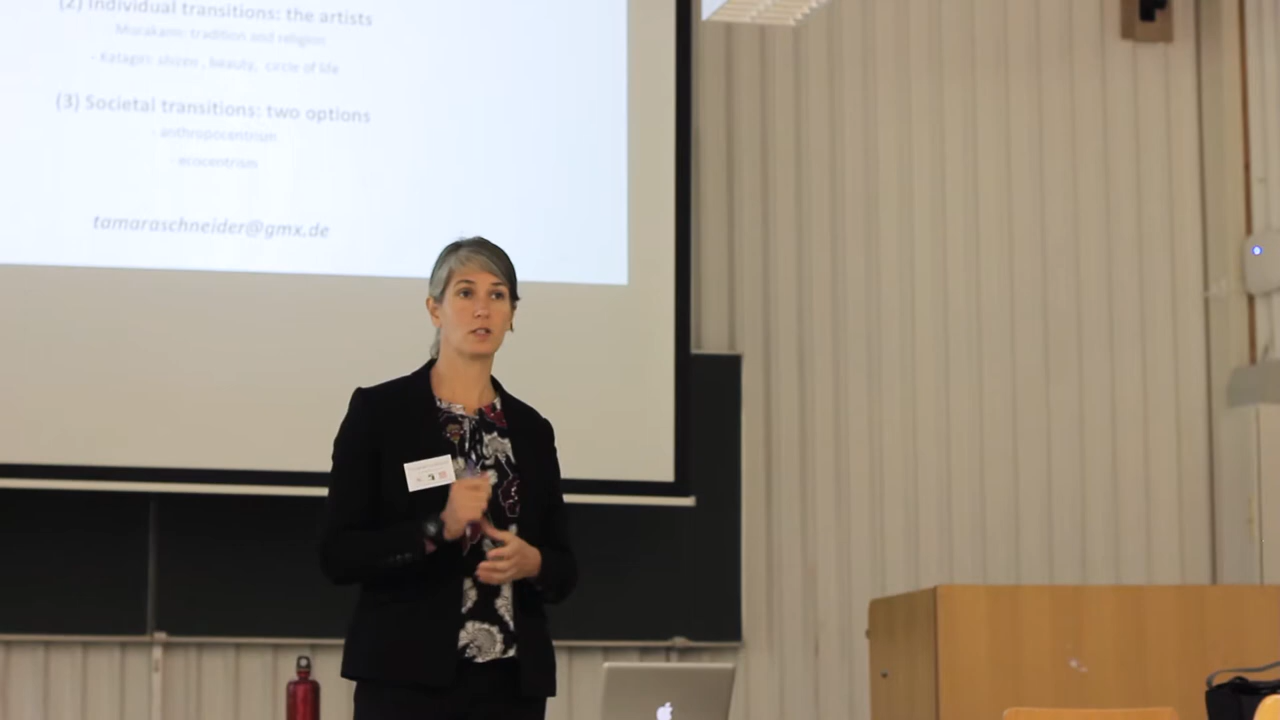 (2) Individual transitions: the artists
Murakami: tradition and religion
- Katagiri: shizen , beauty, circle of life
(3) Societal transitions: two options
- anthropocentrism
- ecocentrism
tamaraschneider@gmx.de